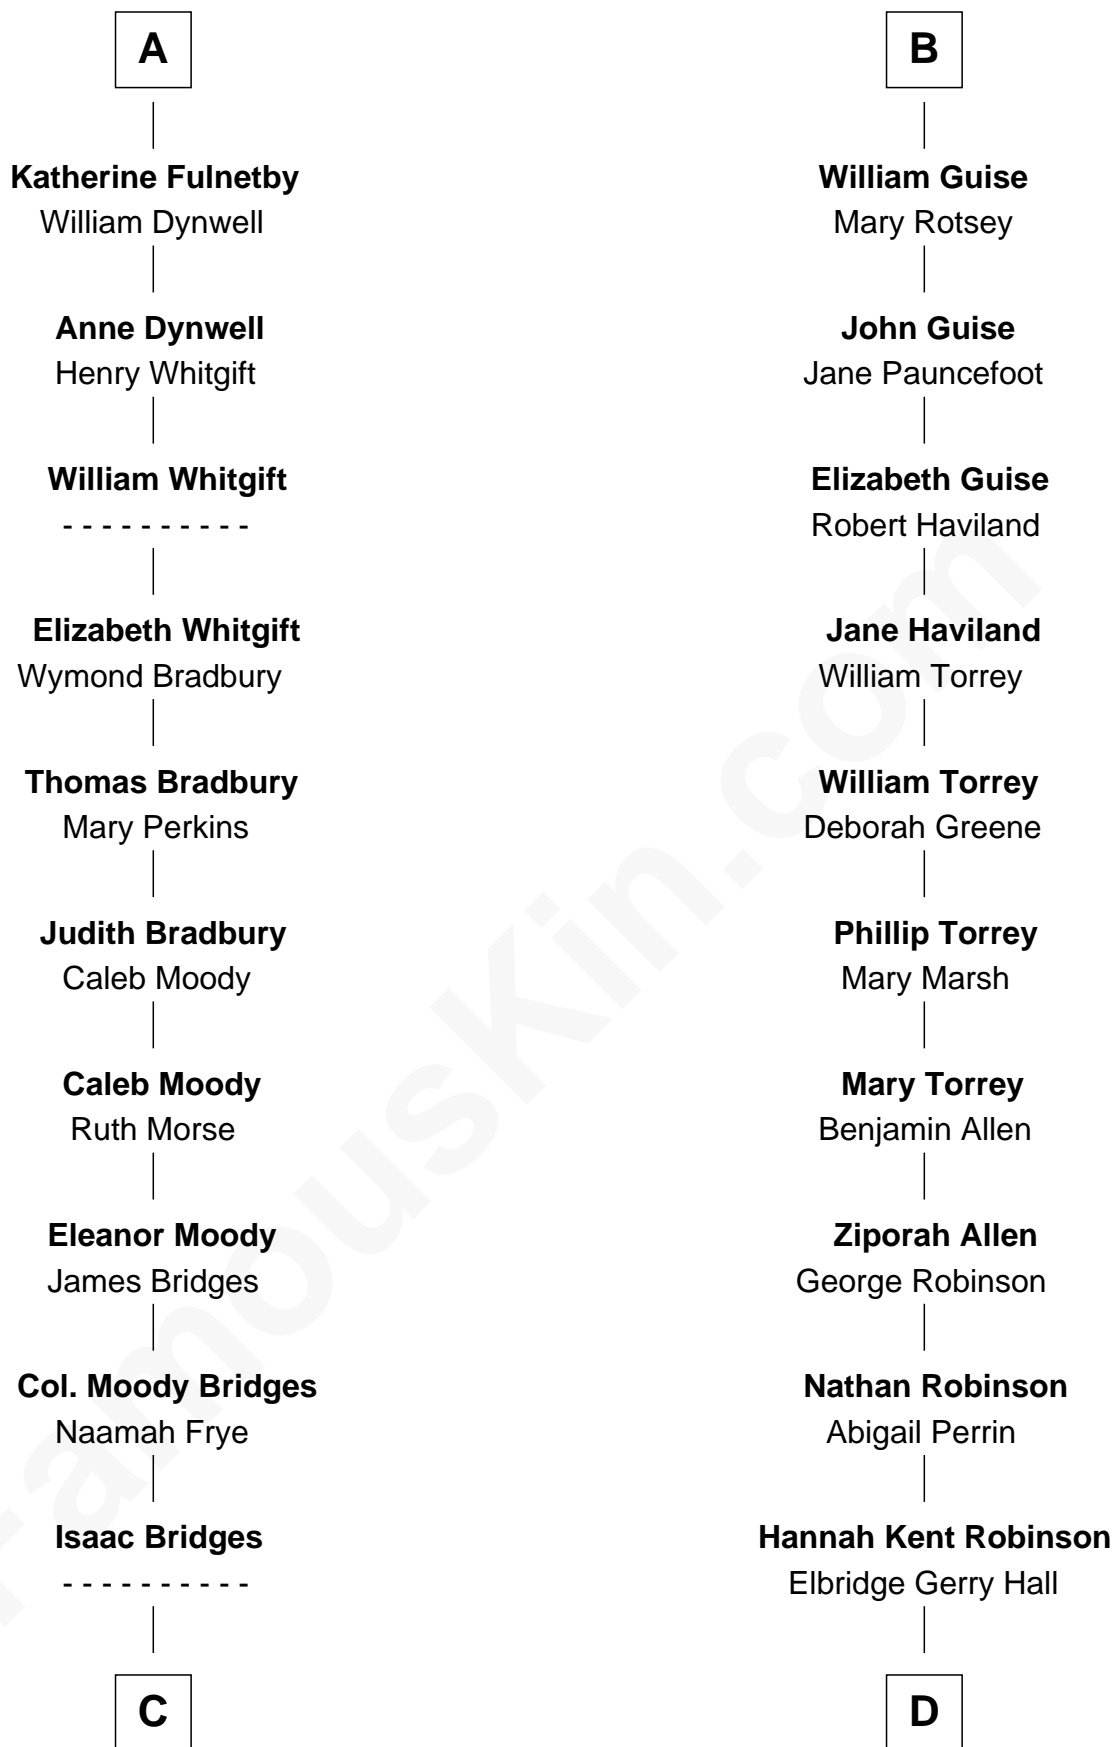 A
Katherine Fulnetby
William Dynwell
Anne Dynwell
Henry Whitgift
William Whitgift
- - - - - - - - - -
Elizabeth Whitgift
Wymond Bradbury
Thomas Bradbury
Mary Perkins
Judith Bradbury
Caleb Moody
Caleb Moody
Ruth Morse
Eleanor Moody
James Bridges
Col. Moody Bridges
Naamah Frye
Isaac Bridges
- - - - - - - - - -
C
B
William Guise
Mary Rotsey
John Guise
Jane Pauncefoot
Elizabeth Guise
Robert Haviland
Jane Haviland
William Torrey
William Torrey
Deborah Greene
Phillip Torrey
Mary Marsh
Mary Torrey
Benjamin Allen
Ziporah Allen
George Robinson
Nathan Robinson
Abigail Perrin
Hannah Kent Robinson
Elbridge Gerry Hall
D
FamousKin.com